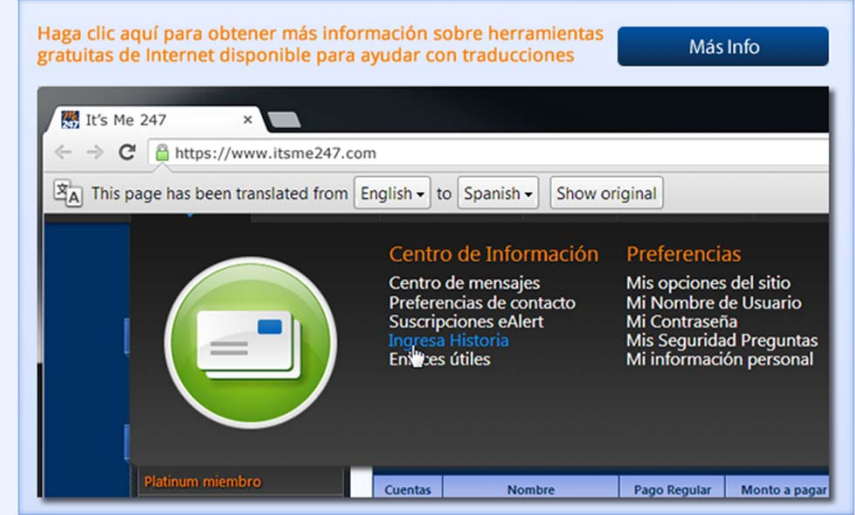 Haga clic aquí para obtener más información sobre herramientas
gratuitas de Internet disponible para ayudar con traducciones
Más Info
It's Me 247
https://www.itsme247.com
This page has been translated from English to Spanish Show original
Centro de Información
Centro de mensajes
Preferencias de contacto
Suscripciones eAlert
Ingresa Historia
útiles
Preferencias
Mis opciones del sitio
Mi Nombre de Usuario
Mi Contraseña
Mis Seguridad Preguntas
Mi información personal
Platinum miembro
Cuentas Nombre Pago Regular Monto a pagar